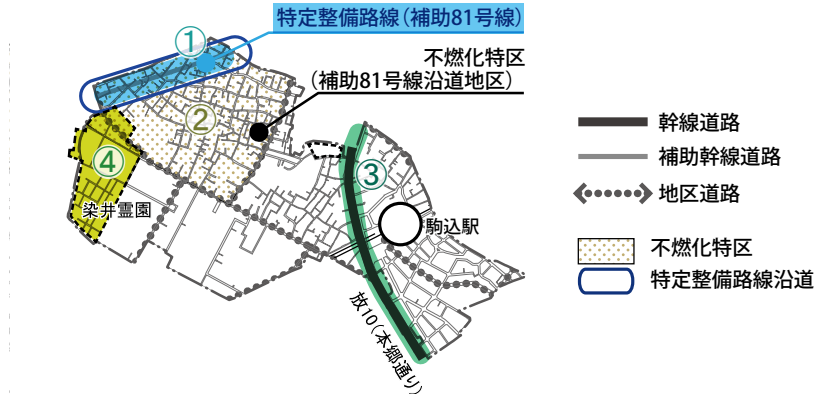 特定整備路線(補助81号線)
①
不燃化特区
(補助81号線沿道地区)
②
③
④
染井霊園
駒込駅
放10(本郷通り)
幹線道路
補助幹線道路
地区道路
不燃化特区
特定整備路線沿道